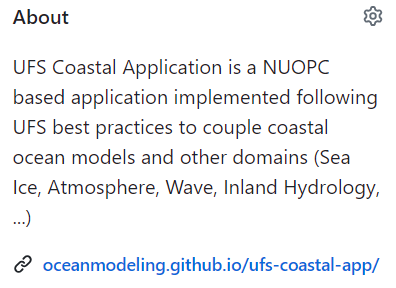 About
UFS Coastal Application is a NUOPC
based application implemented following
UFS best practices to couple coastal
ocean models and other domains (Sea
Ice, Atmosphere, Wave, Inland Hydrology,
...)
oceanmodeling.github.io/ufs-coastal-app/